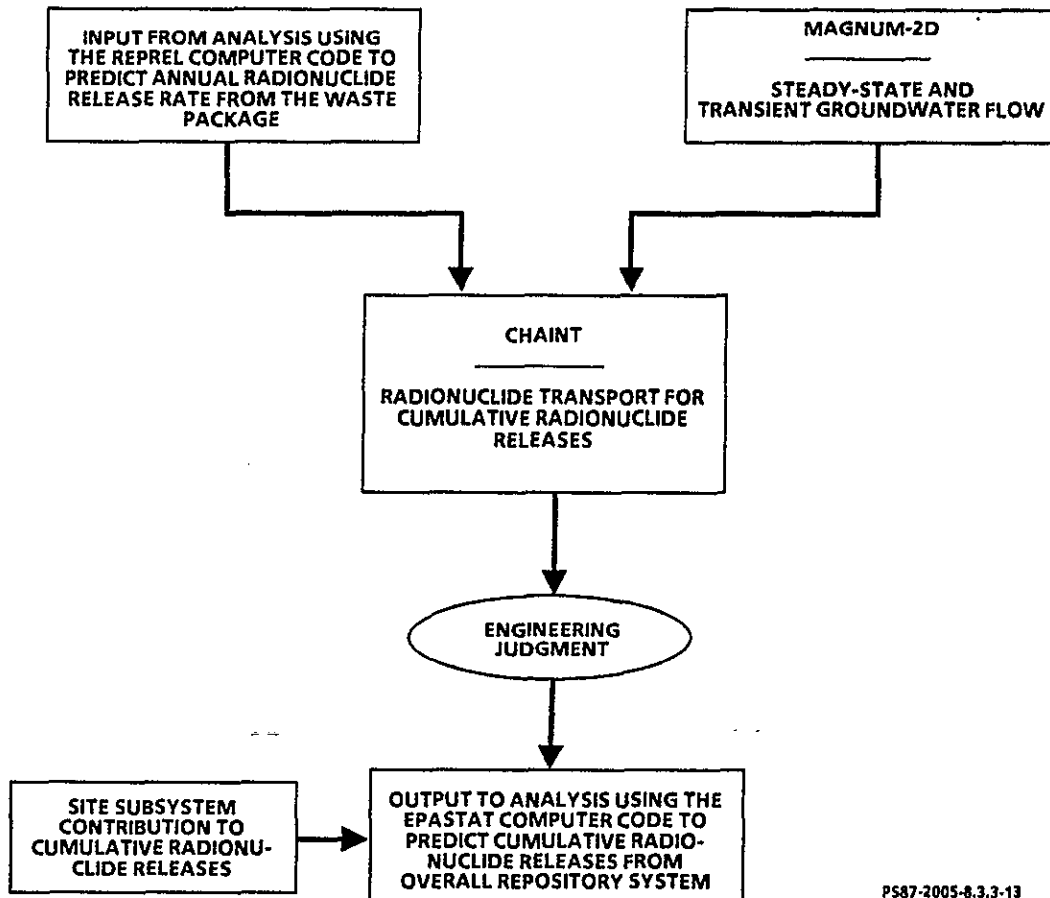 INPUT FROM ANALYSIS USING
THE REPREL COMPUTER CODE TO
PREDICT ANNUAL RADIONUCLIDE
RELEASE RATE FROM THE WASTE
PACKAGE
MAGNUM-2D
STEADY-STATE AND
TRANSIENT GROUNDWATER FLOW
CHAINT
RADIONUCLIDE TRANSPORT FOR
CUMULATIVE RADIONUCLIDE
RELEASES
ENGINEERING
JUDGMENT
SITE SUBSYSTEM
CONTRIBUTION TO
CUMULATIVE RADIONU-
CLIDE RELEASES
OUTPUT TO ANALYSIS USING THE
EPASTAT COMPUTER CODE TO
PREDICT CUMULATIVE RADIO-
NUCLIDE RELEASES FROM
OVERALL REPOSITORY SYSTEM
PS87-2005-8.3.3-13